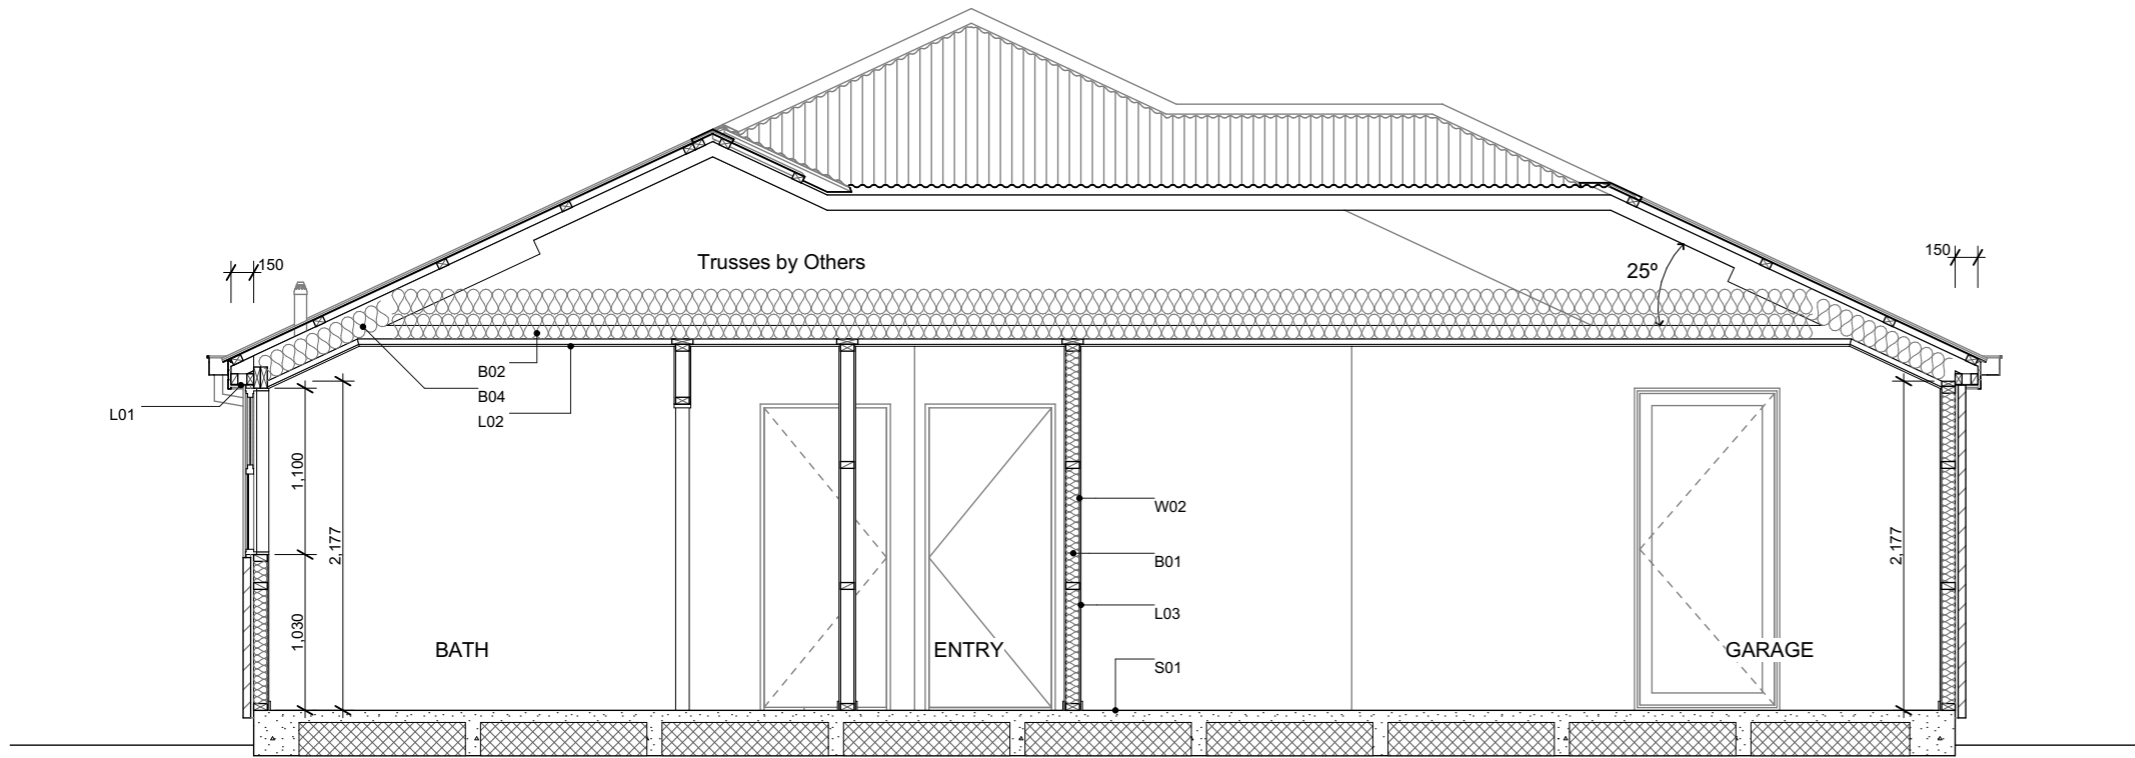 150
150
Trusses by Others
25º
B02
B04
L02
L01
1,100
2,177
1,030
W02
B01
L03
S01
2,177
BATH
ENTRY
GARAGE